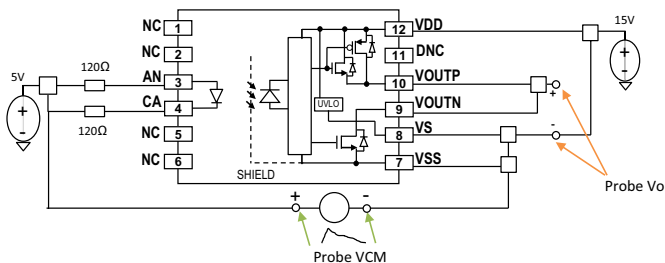 NC 1
12 VDD
15V
NC 2
11 DNC
5V
120Ω
AN 3
10 VOUTP
+
-
+
CA 4
9 VOUTN
+
-
UVLO
120Ω
NC 5
8 VS
-
NC 6
7 VSS
SHIELD
Probe Vo
+
-
Probe VCM